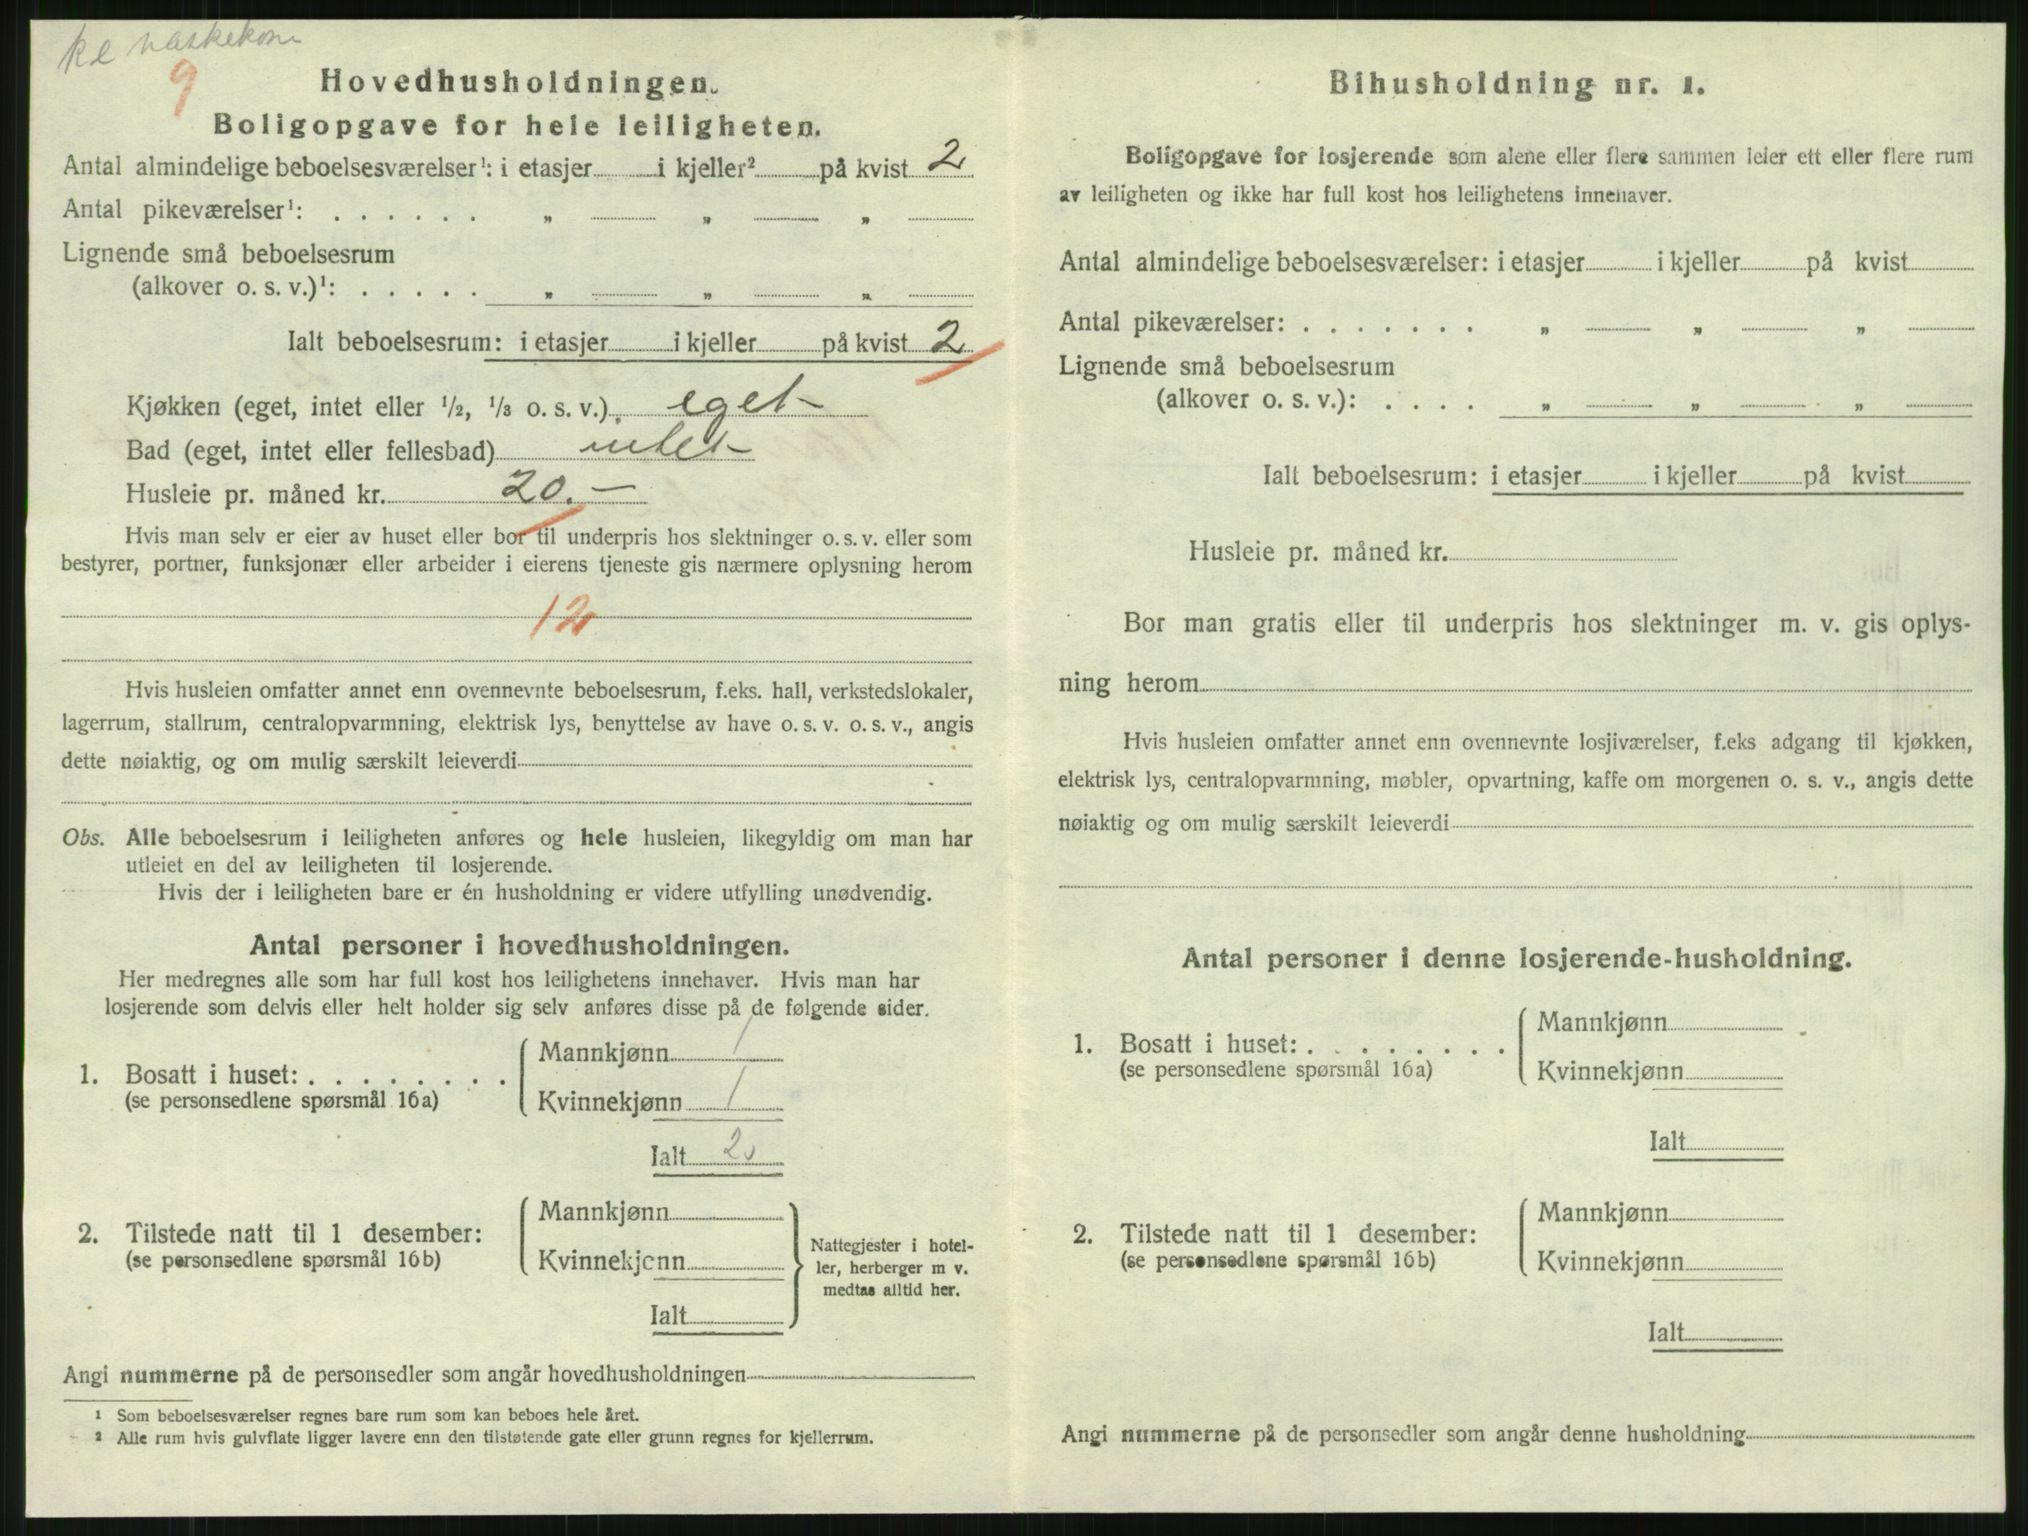 vaskekone
9
Hovedhusholdningen.
Boligopgave for hele leiligheten.
Antal almindelige beboelsesværelser¹: i etasjer i kjeller² på kvist 2
Antal pikeværelser¹: . . . . . . „ „ „
Lignende små beboelsesrum
(alkover o. s. v.)¹: . . . . . „ „ „
Ialt beboelsesrum: i etasjer i kjeller på kvist 2
Kjøkken (eget, intet eller ½, ⅓ o. s. v.) eget
Bad (eget, intet eller fellesbad) intet
Husleie pr. måned kr. 20.—
Hvis man selv er eier av huset eller bor til underpris hos slektninger o. s. v. eller som
bestyrer, portner, funksjonær eller arbeider i eierens tjeneste gis nærmere oplysning herom
12
Hvis husleien omfatter annet enn ovennevnte beboelsesrum, f.eks. hall, verkstedslokaler,
lagerrum, stallrum, centralopvarmning, elektrisk lys, benyttelse av have o. s. v. o. s. v., angis
dette nøiaktig, og om mulig særskilt leieverdi
Obs. Alle beboelsesrum i leiligheten anføres og hele husleien, likegyldig om man har
utleiet en del av leiligheten til losjerende.
Hvis der i leiligheten bare er én husholdning er videre utfylling unødvendig.
Antal personer i hovedhusholdningen.
Her medregnes alle som har full kost hos leilighetens innehaver. Hvis man har
losjerende som delvis eller helt holder sig selv anføres disse på de følgende sider.
1. Bosatt i huset: . . . . . . . .
(se personsedlene spørsmål 16a)
Mannkjønn 1
Kvinnekjønn 1
Ialt 2
2. Tilstede natt til 1 desember:
(se personsedlene spørsmål 16b)
Mannkjønn
Kvinnekjønn
Ialt
Nattegjester i hotel-
ler, herberger m v.
medtas alltid her.
Angi nummerne på de personsedler som angår hovedhusholdningen
¹ Som beboelsesværelser regnes bare rum som kan beboes hele året.
² Alle rum hvis gulvflate ligger lavere enn den tilstøtende gate eller grunn regnes for kjellerrum.
Bihusholdning nr. 1.
Boligopgave for losjerende som alene eller flere sammen leier ett eller flere rum
av leiligheten og ikke har full kost hos leilighetens innehaver.
Antal almindelige beboelsesværelser: i etasjer i kjeller på kvist
Antal pikeværelser: . . . . . . . „ „ „
Lignende små beboelsesrum
(alkover o. s. v.): . . . . „ „ „
Ialt beboelsesrum: i etasjer i kjeller på kvist
Husleie pr. måned kr.
Bor man gratis eller til underpris hos slektninger m. v. gis oplys-
ning herom
Hvis husleien omfatter annet enn ovennevnte losjiværelser, f.eks adgang til kjøkken,
elektrisk lys, centralopvarmning, møbler, opvartning, kaffe om morgenen o. s. v., angis dette
nøiaktig og om mulig særskilt leieverdi
Antal personer i denne losjerende-husholdning.
1. Bosatt i huset: . . . . . . . .
(se personsedlene spørsmål 16a)
Mannkjønn
Kvinnekjønn
Ialt
2. Tilstede natt til 1 desember:
(se personsedlene spørsmål 16b)
Mannkjønn
Kvinnekjønn
Ialt
Angi nummerne på de personsedler som angår denne husholdning